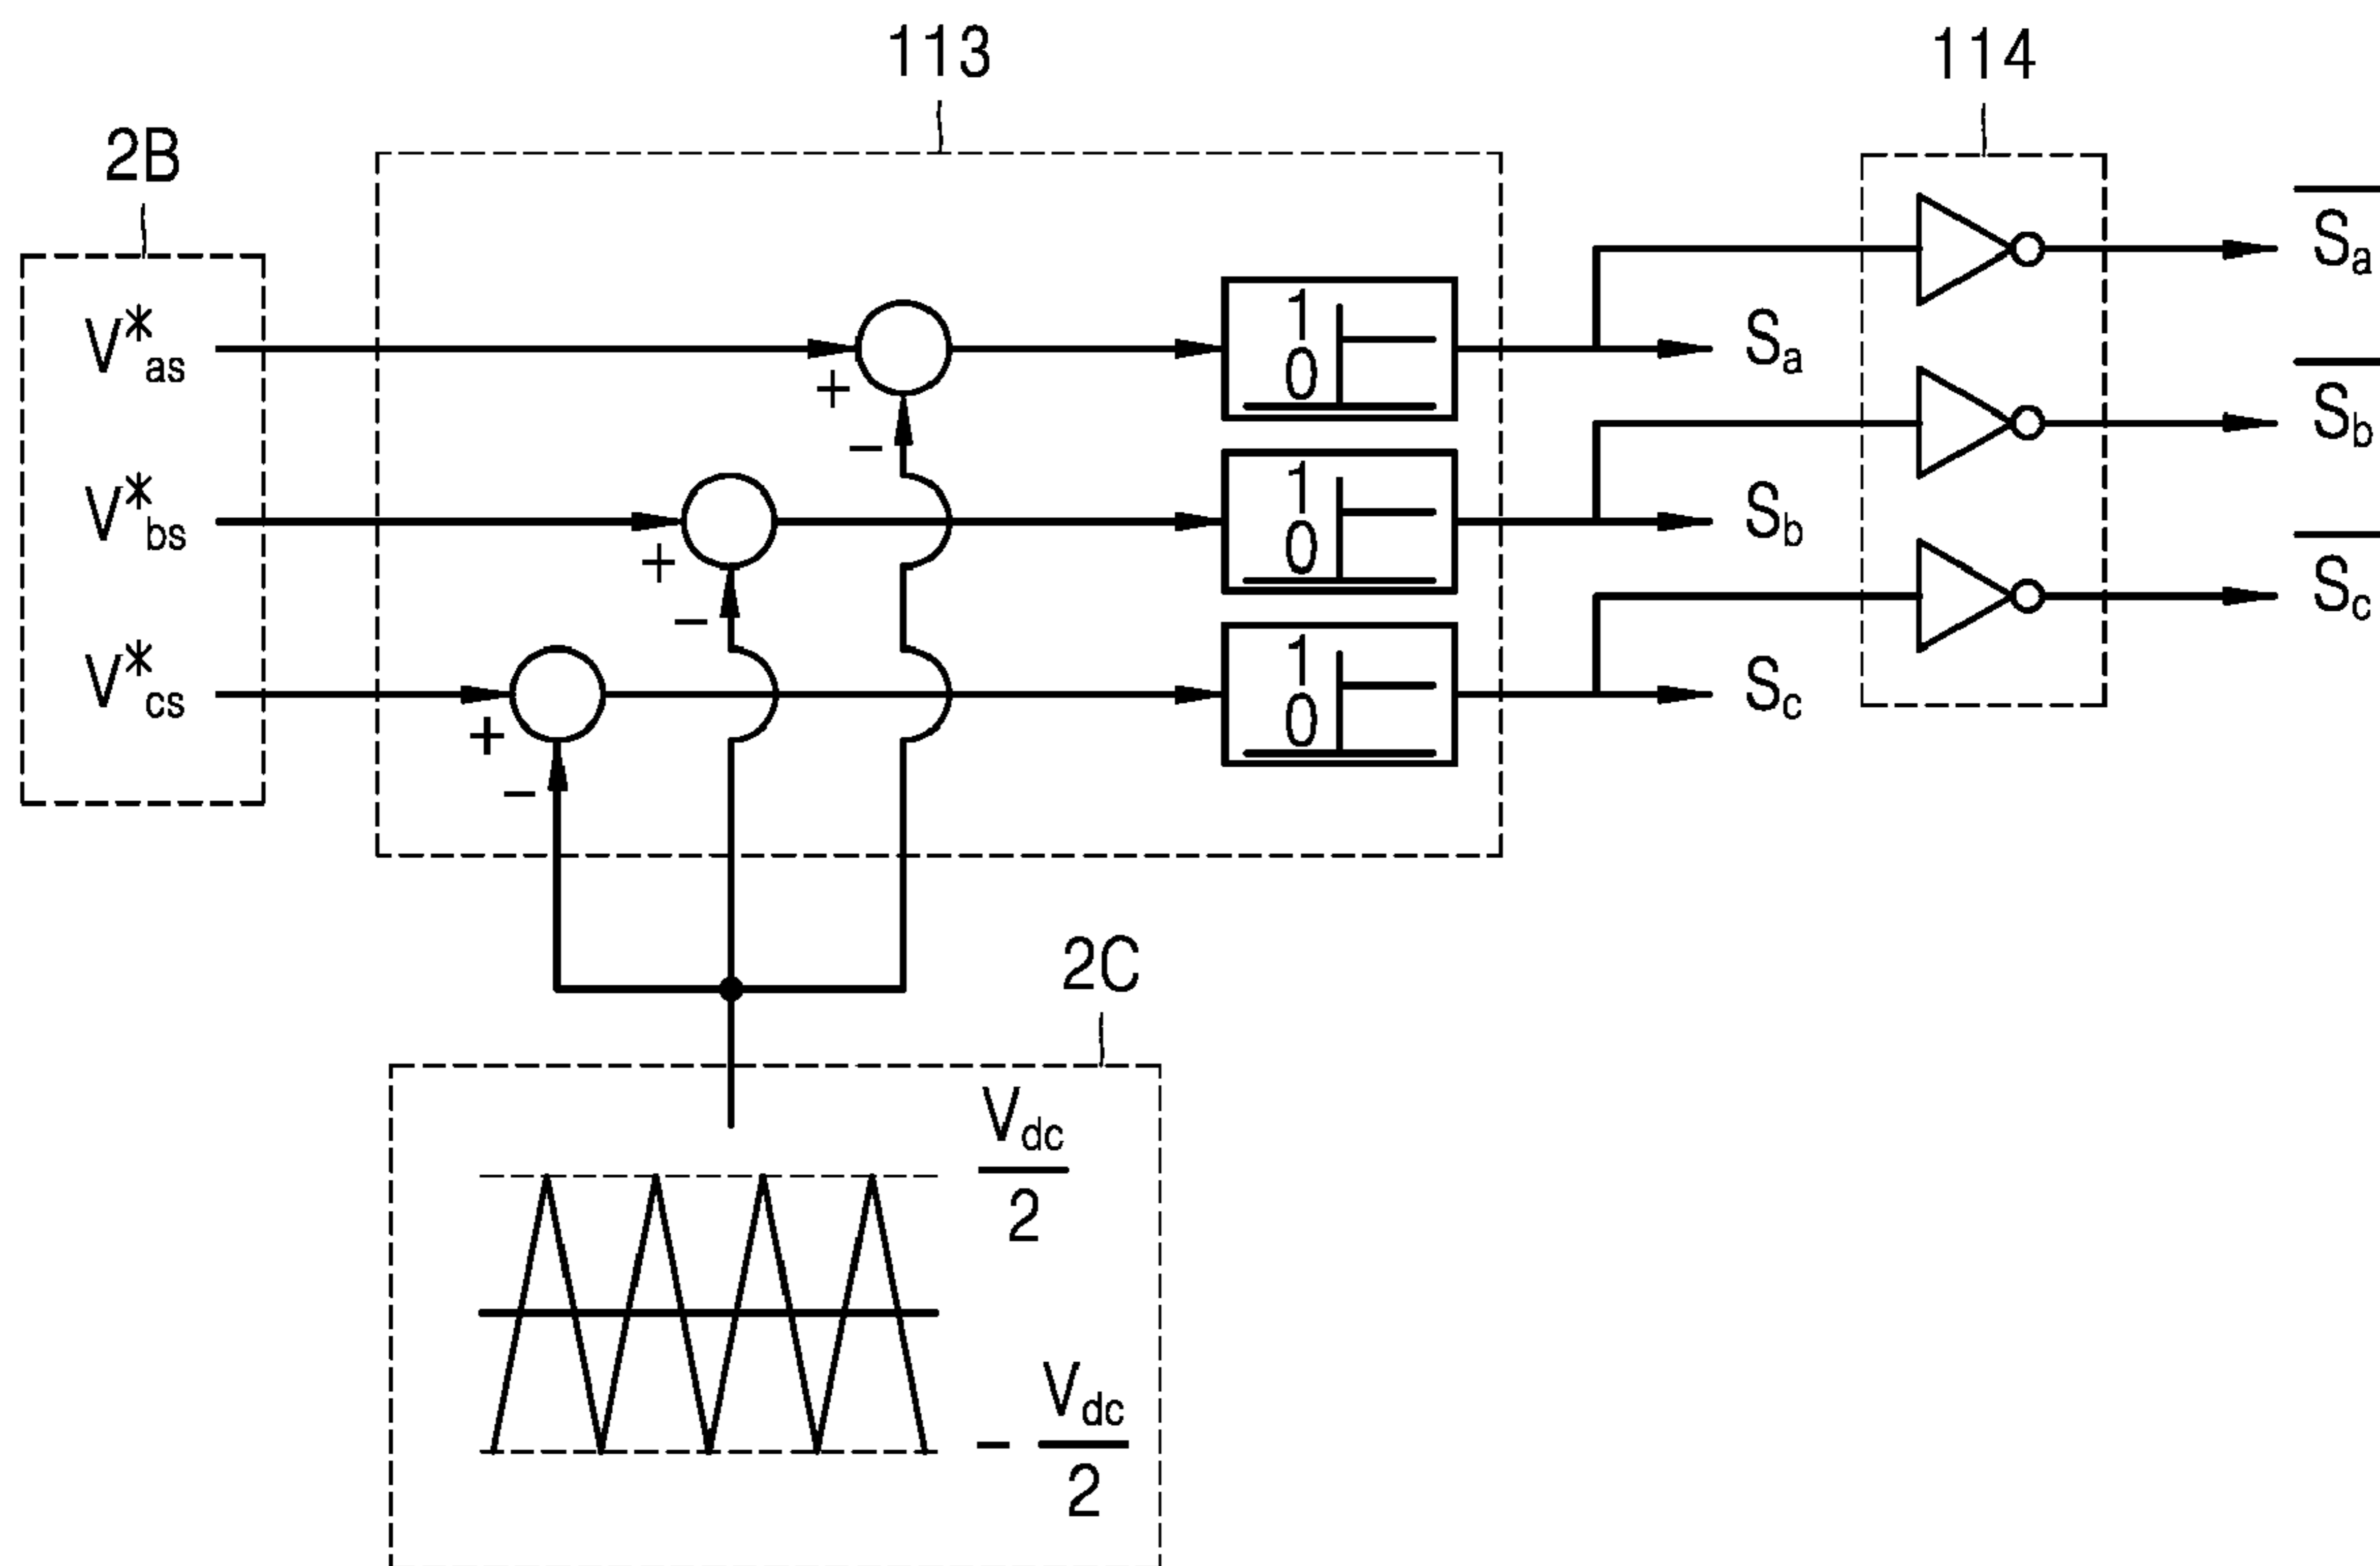 113
114
2B
V*as
V*bs
V*cs
+
−
+
−
+
−
1
0
1
0
1
0
Sa
Sb
Sc
S̅a
S̅b
S̅c
2C
Vdc
2
− Vdc
2